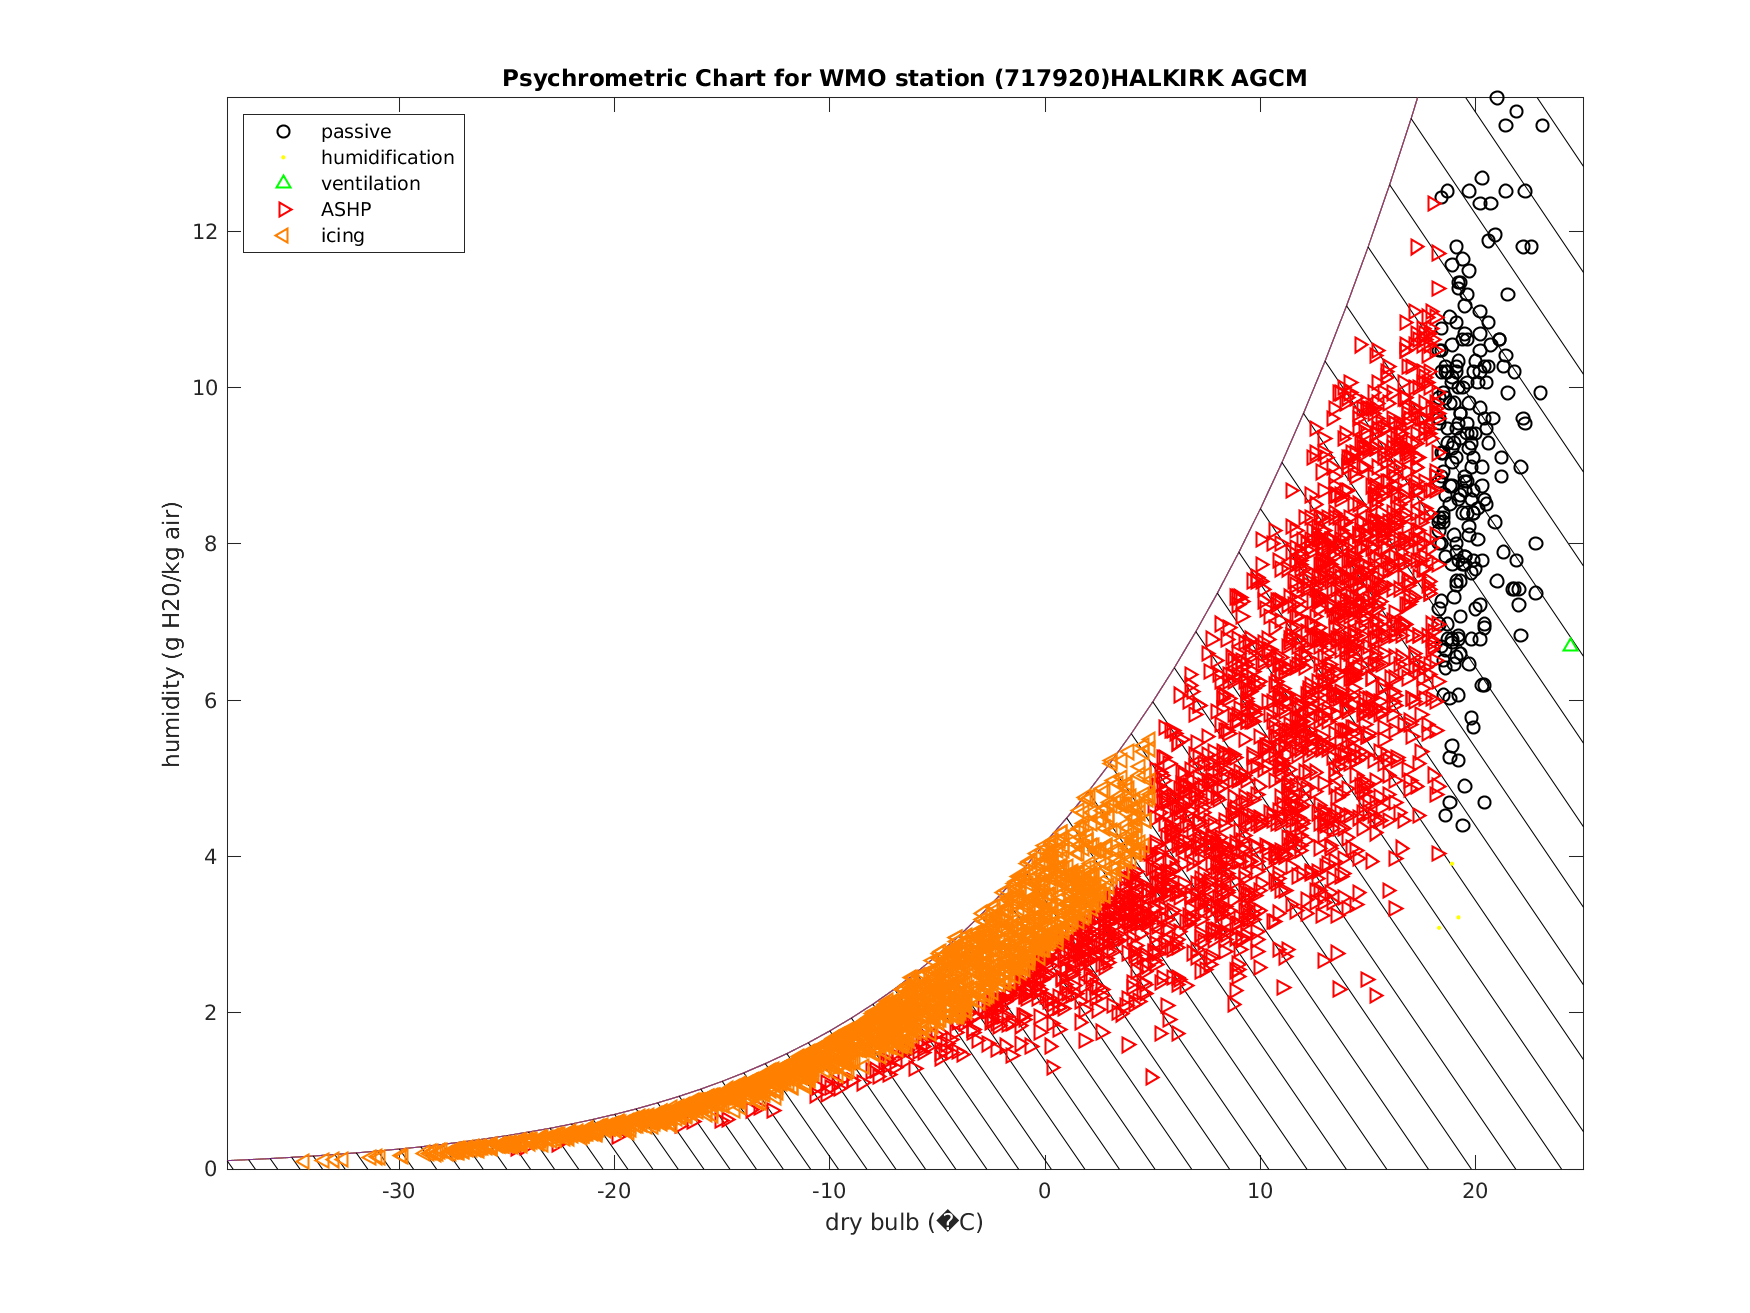 Psychrometric Chart for WMO station (717920)HALKIRK AGCM
passive
humidification
ventilation
ASHP
icing
12
10
8
6
4
2
0
humidity (g H20/kg air)
-30 -20 -10 0 10 20
dry bulb (�C)